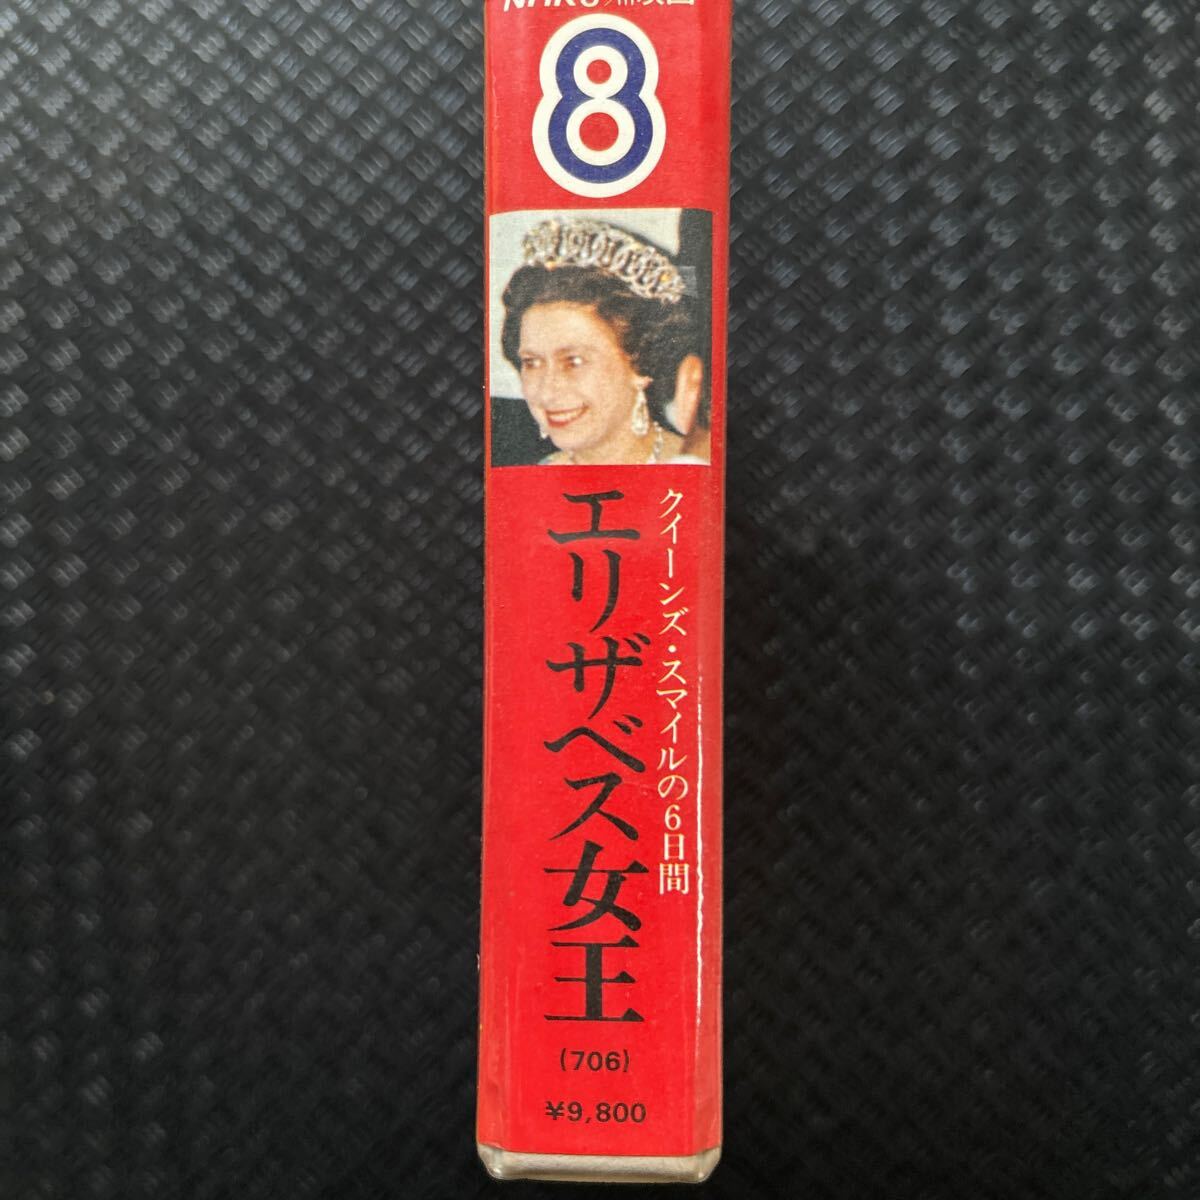 8
エリザベス女王
クイーンズ・スマイルの6日間
(706)
¥9,800